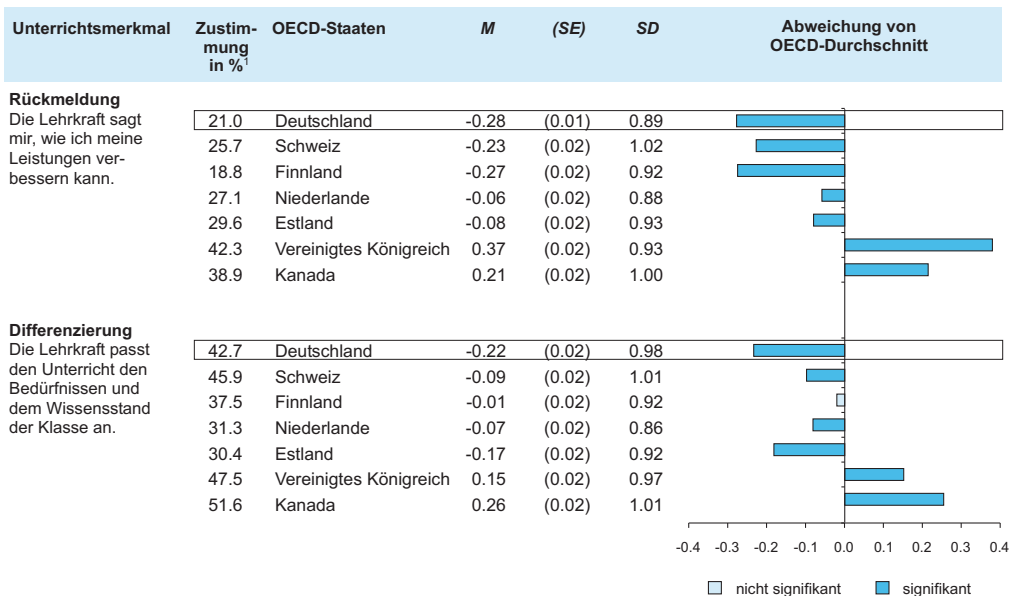 Unterrichtsmerkmal Zustim- OECD-Staaten M (SE) SD Abweichung von
mung OECD-Durchschnitt
in %¹
Rückmeldung
Die Lehrkraft sagt
mir, wie ich meine
Leistungen ver-
bessern kann.
21.0 Deutschland -0.28 (0.01) 0.89
25.7 Schweiz -0.23 (0.02) 1.02
18.8 Finnland -0.27 (0.02) 0.92
27.1 Niederlande -0.06 (0.02) 0.88
29.6 Estland -0.08 (0.02) 0.93
42.3 Vereinigtes Königreich 0.37 (0.02) 0.93
38.9 Kanada 0.21 (0.02) 1.00
Differenzierung
Die Lehrkraft passt
den Unterricht den
Bedürfnissen und
dem Wissensstand
der Klasse an.
42.7 Deutschland -0.22 (0.02) 0.98
45.9 Schweiz -0.09 (0.02) 1.01
37.5 Finnland -0.01 (0.02) 0.92
31.3 Niederlande -0.07 (0.02) 0.86
30.4 Estland -0.17 (0.02) 0.92
47.5 Vereinigtes Königreich 0.15 (0.02) 0.97
51.6 Kanada 0.26 (0.02) 1.01
-0.4 -0.3 -0.2 -0.1 0.0 0.1 0.2 0.3 0.4
nicht signifikant signifikant